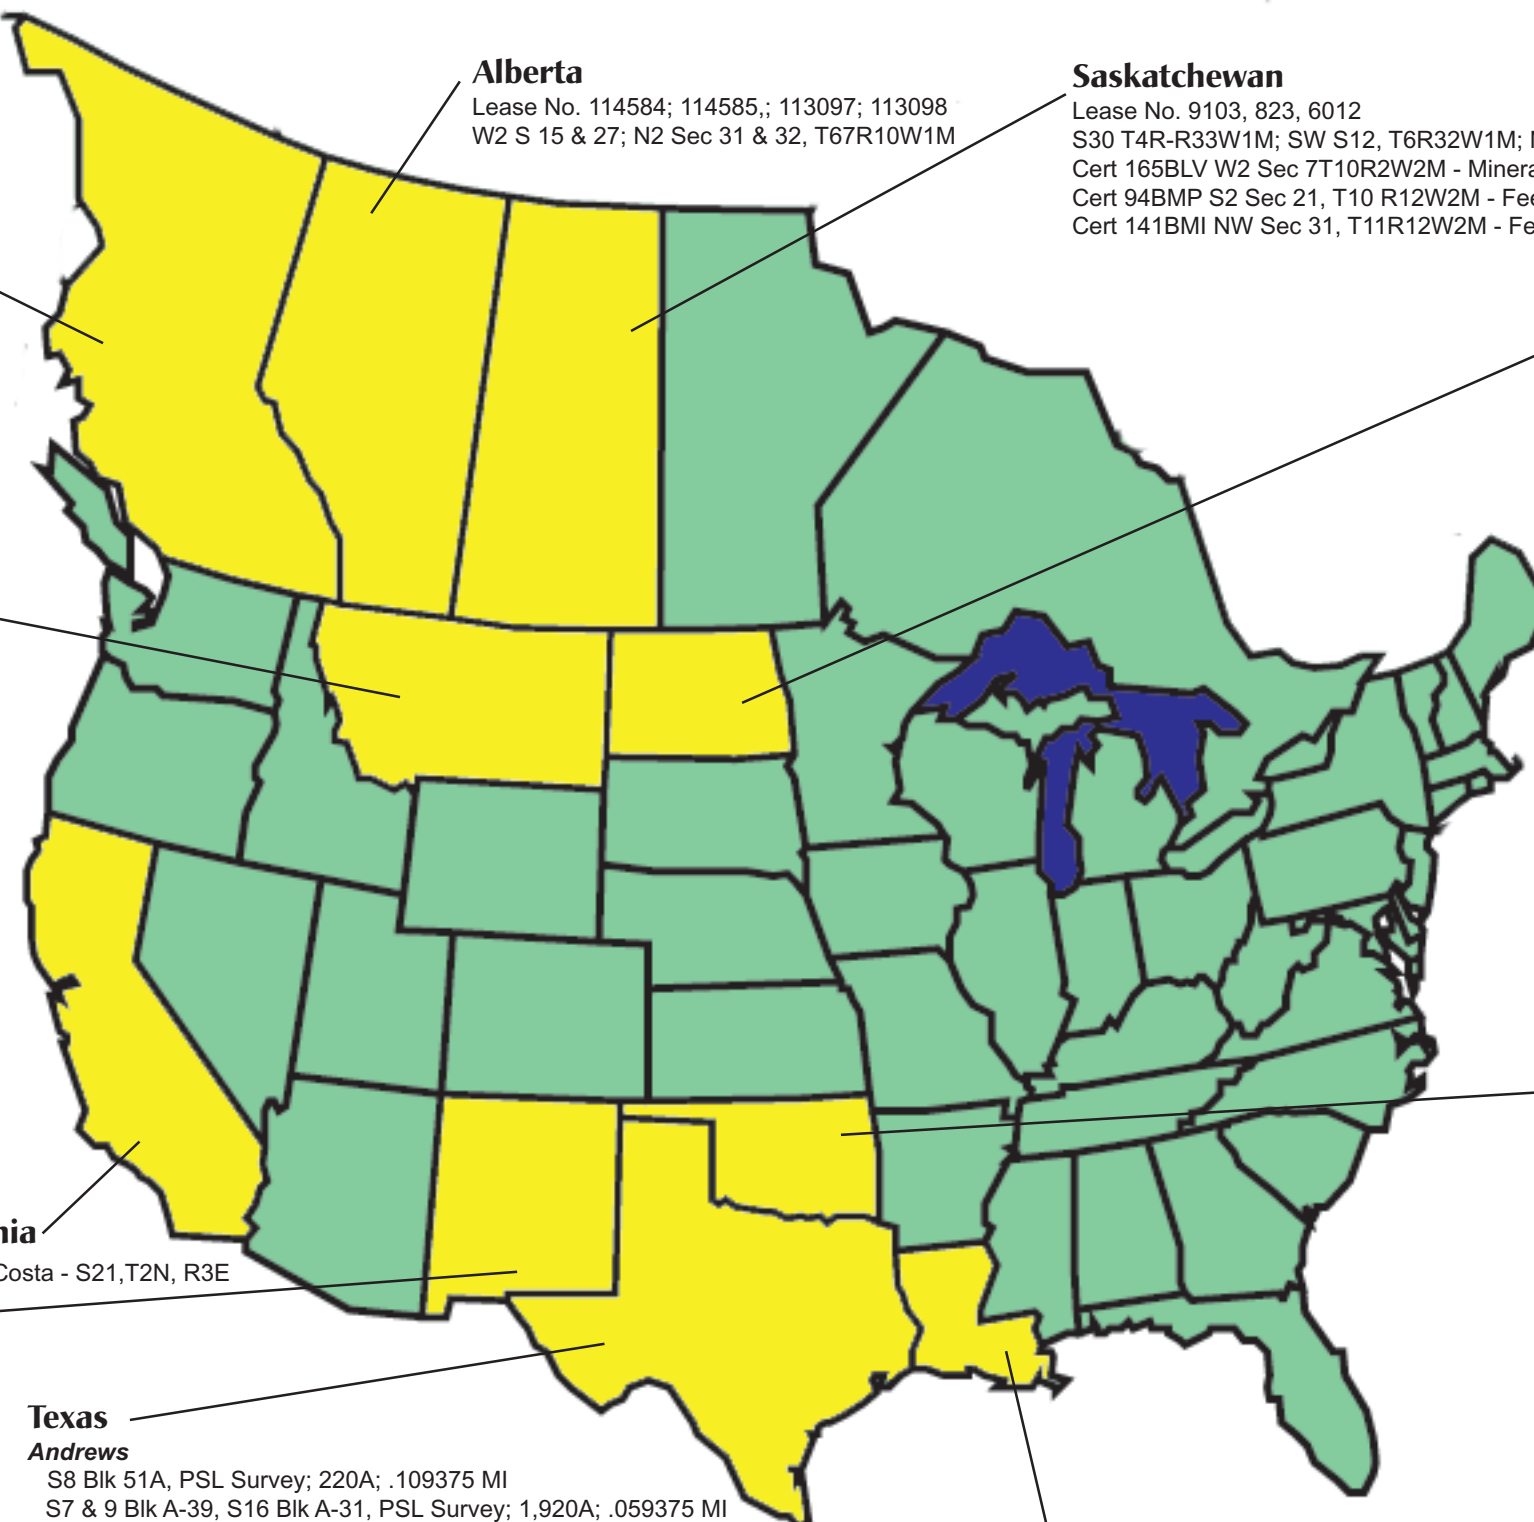 Alberta
Lease No. 114584; 114585,; 113097; 113098
W2 S 15 & 27; N2 Sec 31 & 32, T67R10W1M
Saskatchewan
Lease No. 9103, 823, 6012
S30 T4R-R33W1M; SW S12, T6R32W1M;
Cert 165BLV W2 Sec 7T10R2W2M - Minera
Cert 94BMP S2 Sec 21, T10 R12W2M - Fee
Cert 141BMI NW Sec 31, T11R12W2M - Fe
nia
Costa - S21,T2N, R3E
Texas
Andrews
S8 Blk 51A, PSL Survey; 220A; .109375 MI
S7 & 9 Blk A-39, S16 Blk A-31, PSL Survey; 1,920A; .059375 MI